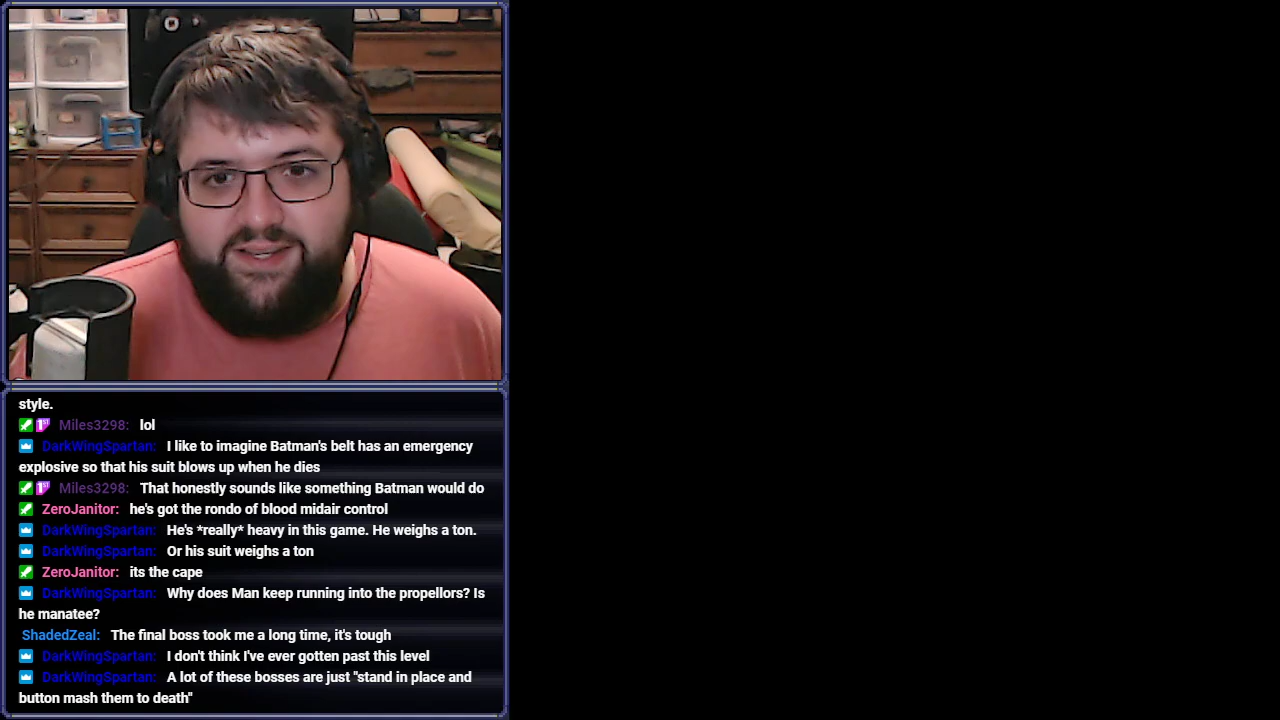 style.
Miles3298: lol
DarkWingSpartan: I like to imagine Batman's belt has an emergency
explosive so that his suit blows up when he dies
Miles3298: That honestly sounds like something Batman would do
ZeroJanitor: he's got the rondo of blood midair control
DarkWingSpartan: He's *really* heavy in this game. He weighs a ton.
DarkWingSpartan: Or his suit weighs a ton
ZeroJanitor: its the cape
DarkWingSpartan: Why does Man keep running into the propellors? Is
he manatee?
ShadedZeal: The final boss took me a long time, it's tough
DarkWingSpartan: I don't think I've ever gotten past this level
DarkWingSpartan: A lot of these bosses are just "stand in place and
button mash them to death"